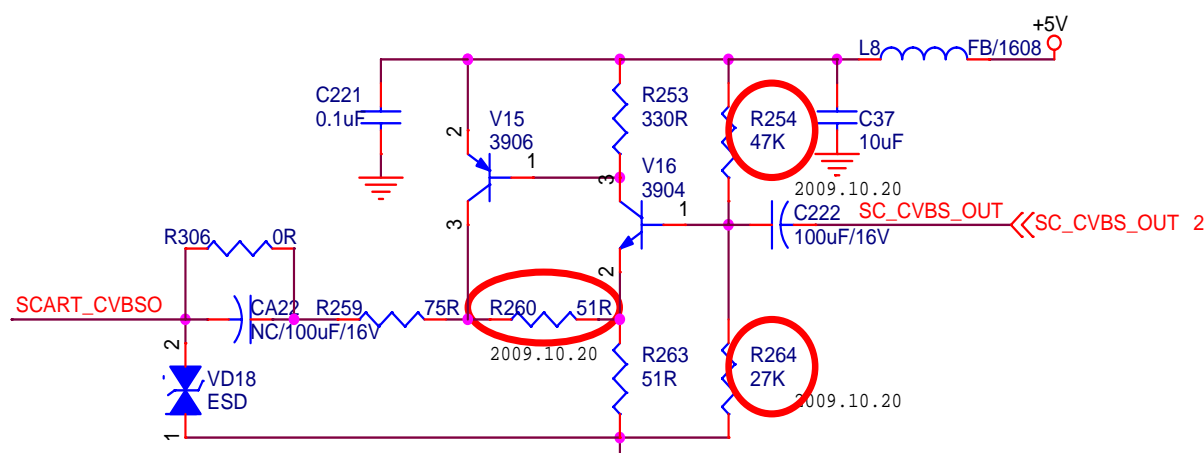 +5V
L8 FB/1608
C221
0.1uF
V15
3906
2
1
3
R253
330R
V16
3904
3
1
2
R254
47K
2009.10.20
C37
10uF
SC_CVBS_OUT
C222
100uF/16V
SC_CVBS_OUT 2
R306 0R
SCART_CVBSO
CA22
NC/100uF/16V
R259 75R
R260 51R
2009.10.20
R263
51R
R264
27K
2009.10.20
2
VD18
ESD
1